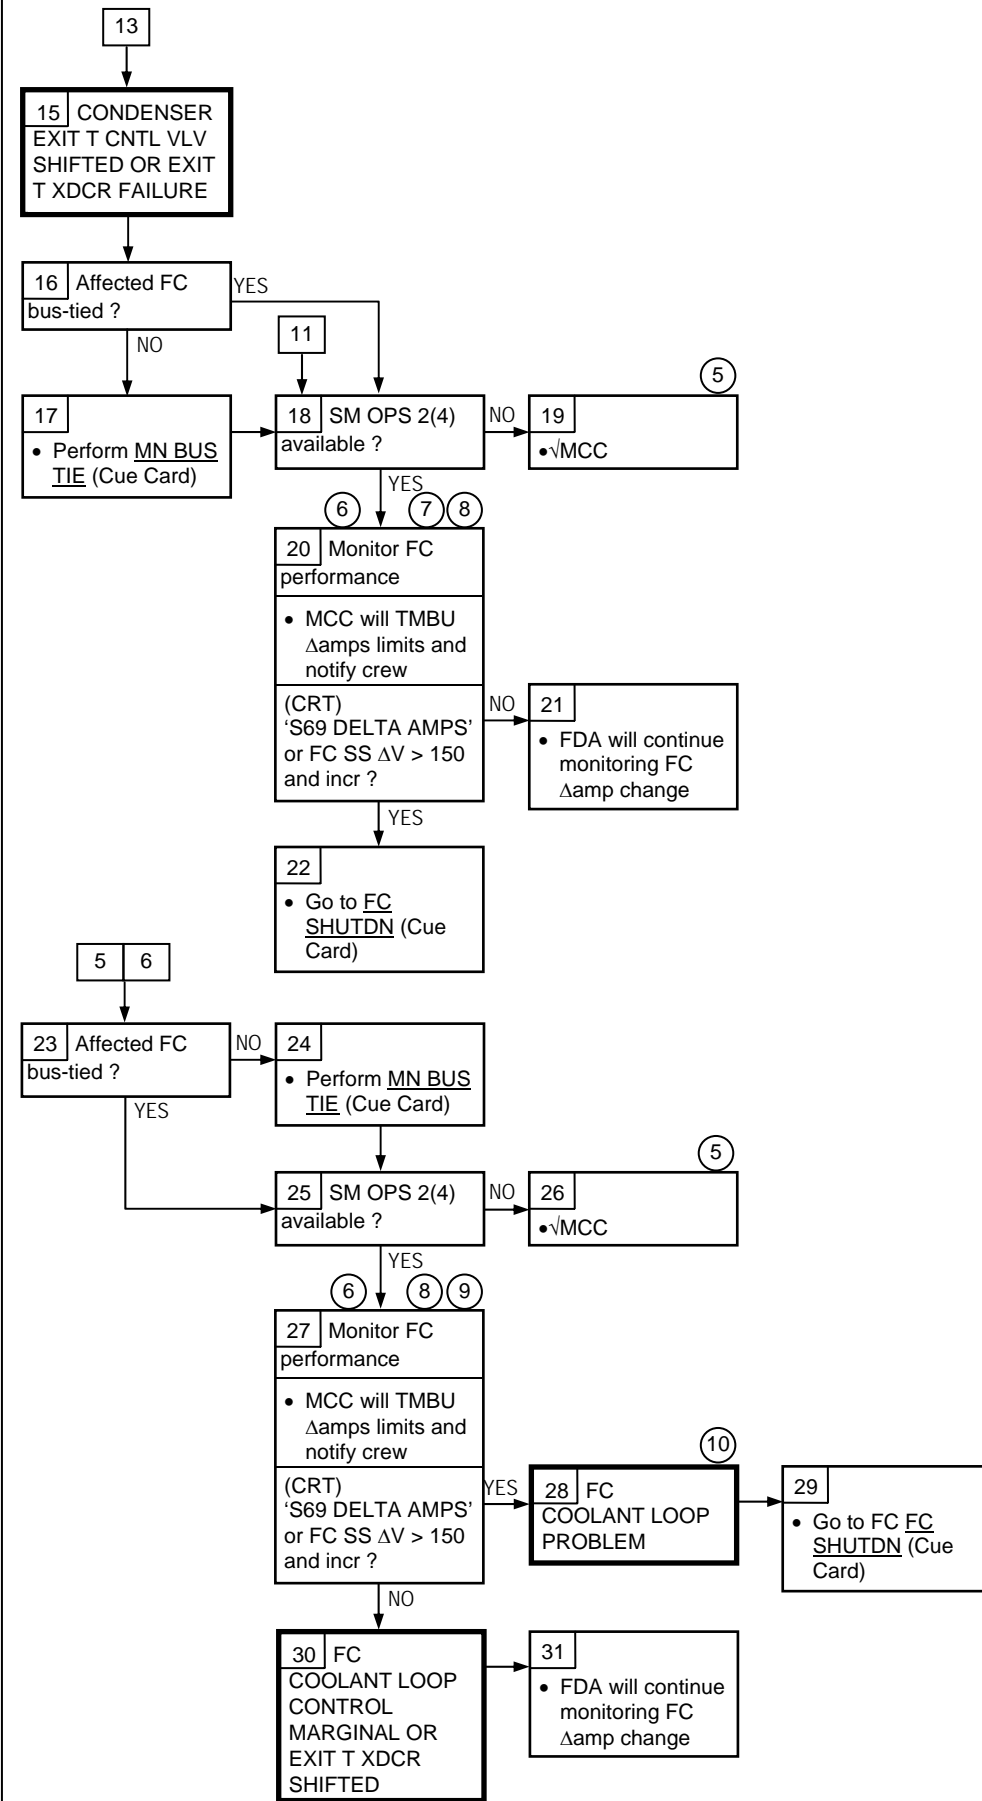 13
15 CONDENSER
EXIT T CNTL VLV
SHIFTED OR EXIT
T XDCR FAILURE
16 Affected FC
bus-tied ?
YES
NO
11
17
• Perform MN BUS
TIE (Cue Card)
18 SM OPS 2(4)
available ?
NO
5
19
•√MCC
YES
6 7 8
20 Monitor FC
performance
• MCC will TMBU
∆amps limits and
notify crew
(CRT)
‘S69 DELTA AMPS’
or FC SS ∆V > 150
and incr ?
NO
21
• FDA will continue
monitoring FC
∆amp change
YES
22
• Go to FC
SHUTDN (Cue
Card)
5 6
23 Affected FC
bus-tied ?
NO
24
• Perform MN BUS
TIE (Cue Card)
YES
25 SM OPS 2(4)
available ?
NO
5
26
•√MCC
YES
6 8 9
27 Monitor FC
performance
• MCC will TMBU
∆amps limits and
notify crew
(CRT)
‘S69 DELTA AMPS’
or FC SS ∆V > 150
and incr ?
YES
10
28 FC
COOLANT LOOP
PROBLEM
29
• Go to FC FC
SHUTDN (Cue
Card)
NO
30 FC
COOLANT LOOP
CONTROL
MARGINAL OR
EXIT T XDCR
SHIFTED
31
• FDA will continue
monitoring FC
∆amp change